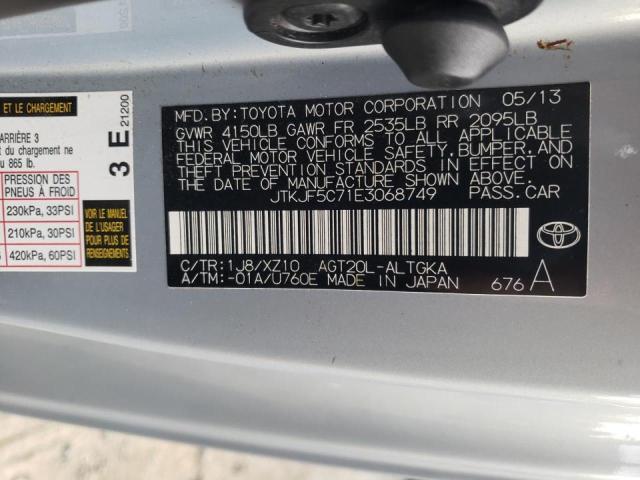 ET LE CHARGEMENT
ARRIÈRE 3
t du chargement ne
865 lb.
PRESSION DES
PNEUS À FROID
230kPa, 33PSI
210kPa, 30PSI
420kPa, 60PSI
VOIR LE MANUEL
DE L'USAGER
POUR PLUS DE
RENSEIGNEMENTS
3 E
21200
MFD. BY: TOYOTA MOTOR CORPORATION 05/13
GVWR 4150LB GAWR FR 2535LB RR 2095LB
THIS VEHICLE CONFORMS TO ALL APPLICABLE
FEDERAL MOTOR VEHICLE SAFETY, BUMPER, AND
THEFT PREVENTION STANDARDS IN EFFECT ON
THE DATE OF MANUFACTURE SHOWN ABOVE.
JTKJF5C71E3068749 PASS. CAR
C/TR: 1J8/XZ10 AGT20L-ALTGKA
A/TM: -01A/U760E MADE IN JAPAN 676 A